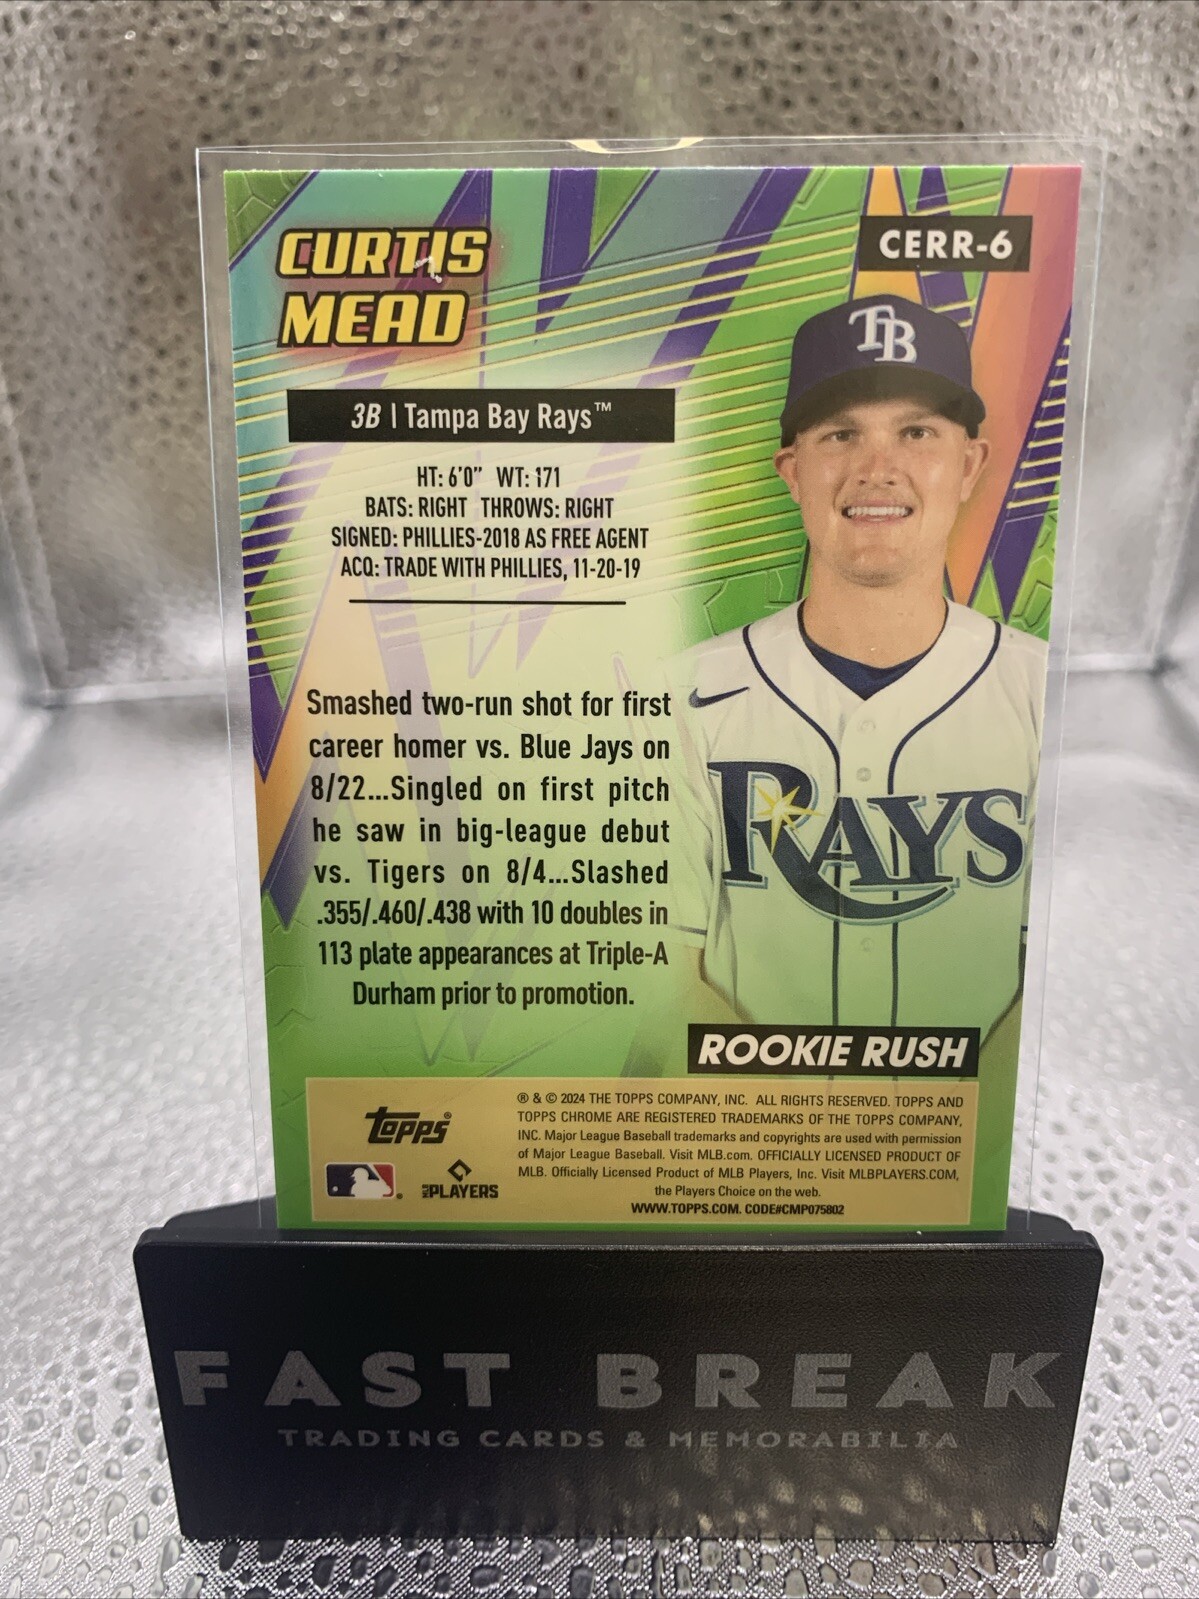 CURTIS
MEAD
CERR-6
TB
3B | Tampa Bay Rays™
HT: 6'0" WT: 171
BATS: RIGHT THROWS: RIGHT
SIGNED: PHILLIES-2018 AS FREE AGENT
ACQ: TRADE WITH PHILLIES, 11-20-19
Smashed two-run shot for first
career homer vs. Blue Jays on
8/22...Singled on first pitch
he saw in big-league debut
vs. Tigers on 8/4...Slashed
.355/.460/.438 with 10 doubles in
113 plate appearances at Triple-A
Durham prior to promotion.
RAYS
ROOKIE RUSH
topps®
MLB PLAYERS
® & © 2024 THE TOPPS COMPANY, INC. ALL RIGHTS RESERVED. TOPPS AND
TOPPS CHROME ARE REGISTERED TRADEMARKS OF THE TOPPS COMPANY,
INC. Major League Baseball trademarks and copyrights are used with permission
of Major League Baseball. Visit MLB.com. OFFICIALLY LICENSED PRODUCT OF
MLB. Officially Licensed Product of MLB Players, Inc. Visit MLBPLAYERS.COM,
the Players Choice on the web.
WWW.TOPPS.COM. CODE#CMP075802
FAST BREAK
TRADING CARDS & MEMORABILIA